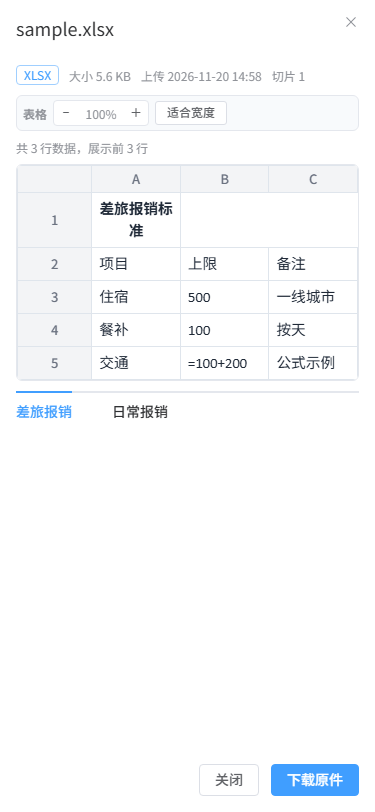 sample.xlsx
XLSX 大小 5.6 KB 上传 2026-11-20 14:58 切片 1
表格 − 100% + 适合宽度
共 3 行数据，展示前 3 行
A B C
1 差旅报销标
准
2 项目 上限 备注
3 住宿 500 一线城市
4 餐补 100 按天
5 交通 =100+200 公式示例
差旅报销 日常报销
关闭 下载原件